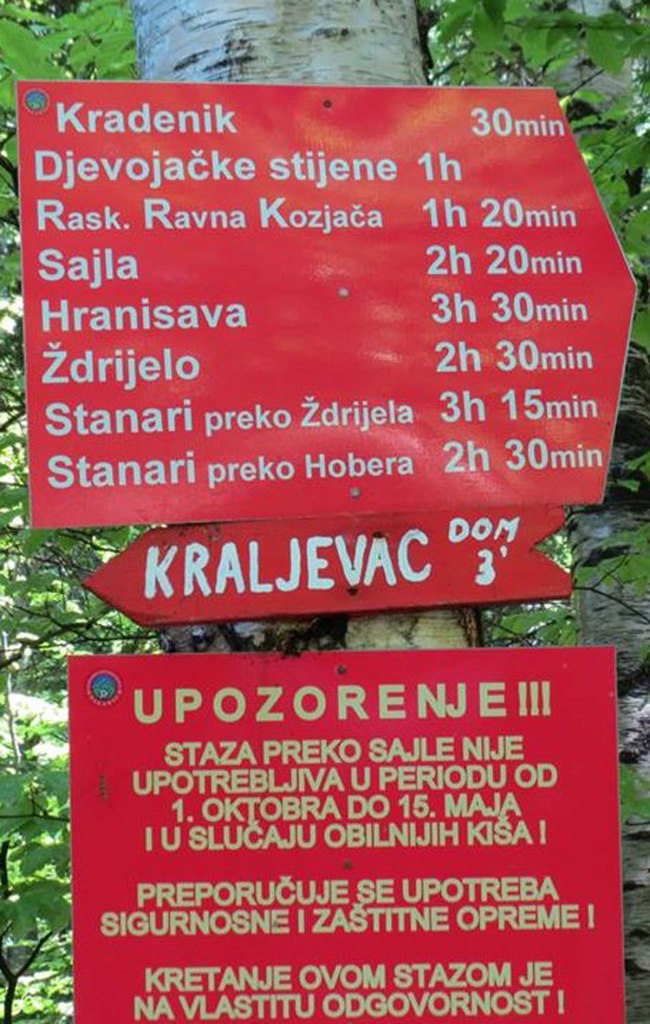 Kradenik 30min
Djevojačke stijene 1h
Rask. Ravna Kozjača 1h 20min
Sajla 2h 20min
Hranisava 3h 30min
Ždrijelo 2h 30min
Stanari preko Ždrijela 3h 15min
Stanari preko Hobera 2h 30min
KRALJEVAC DOM 3'
UPOZORENJE!!!
STAZA PREKO SAJLE NIJE
UPOTREBLJIVA U PERIODU OD
1. OKTOBRA DO 15. MAJA
I U SLUČAJU OBILNIJIH KIŠA !
PREPORUČUJE SE UPOTREBA
SIGURNOSNE I ZAŠTITNE OPREME !
KRETANJE OVOM STAZOM JE
NA VLASTITU ODGOVORNOST !